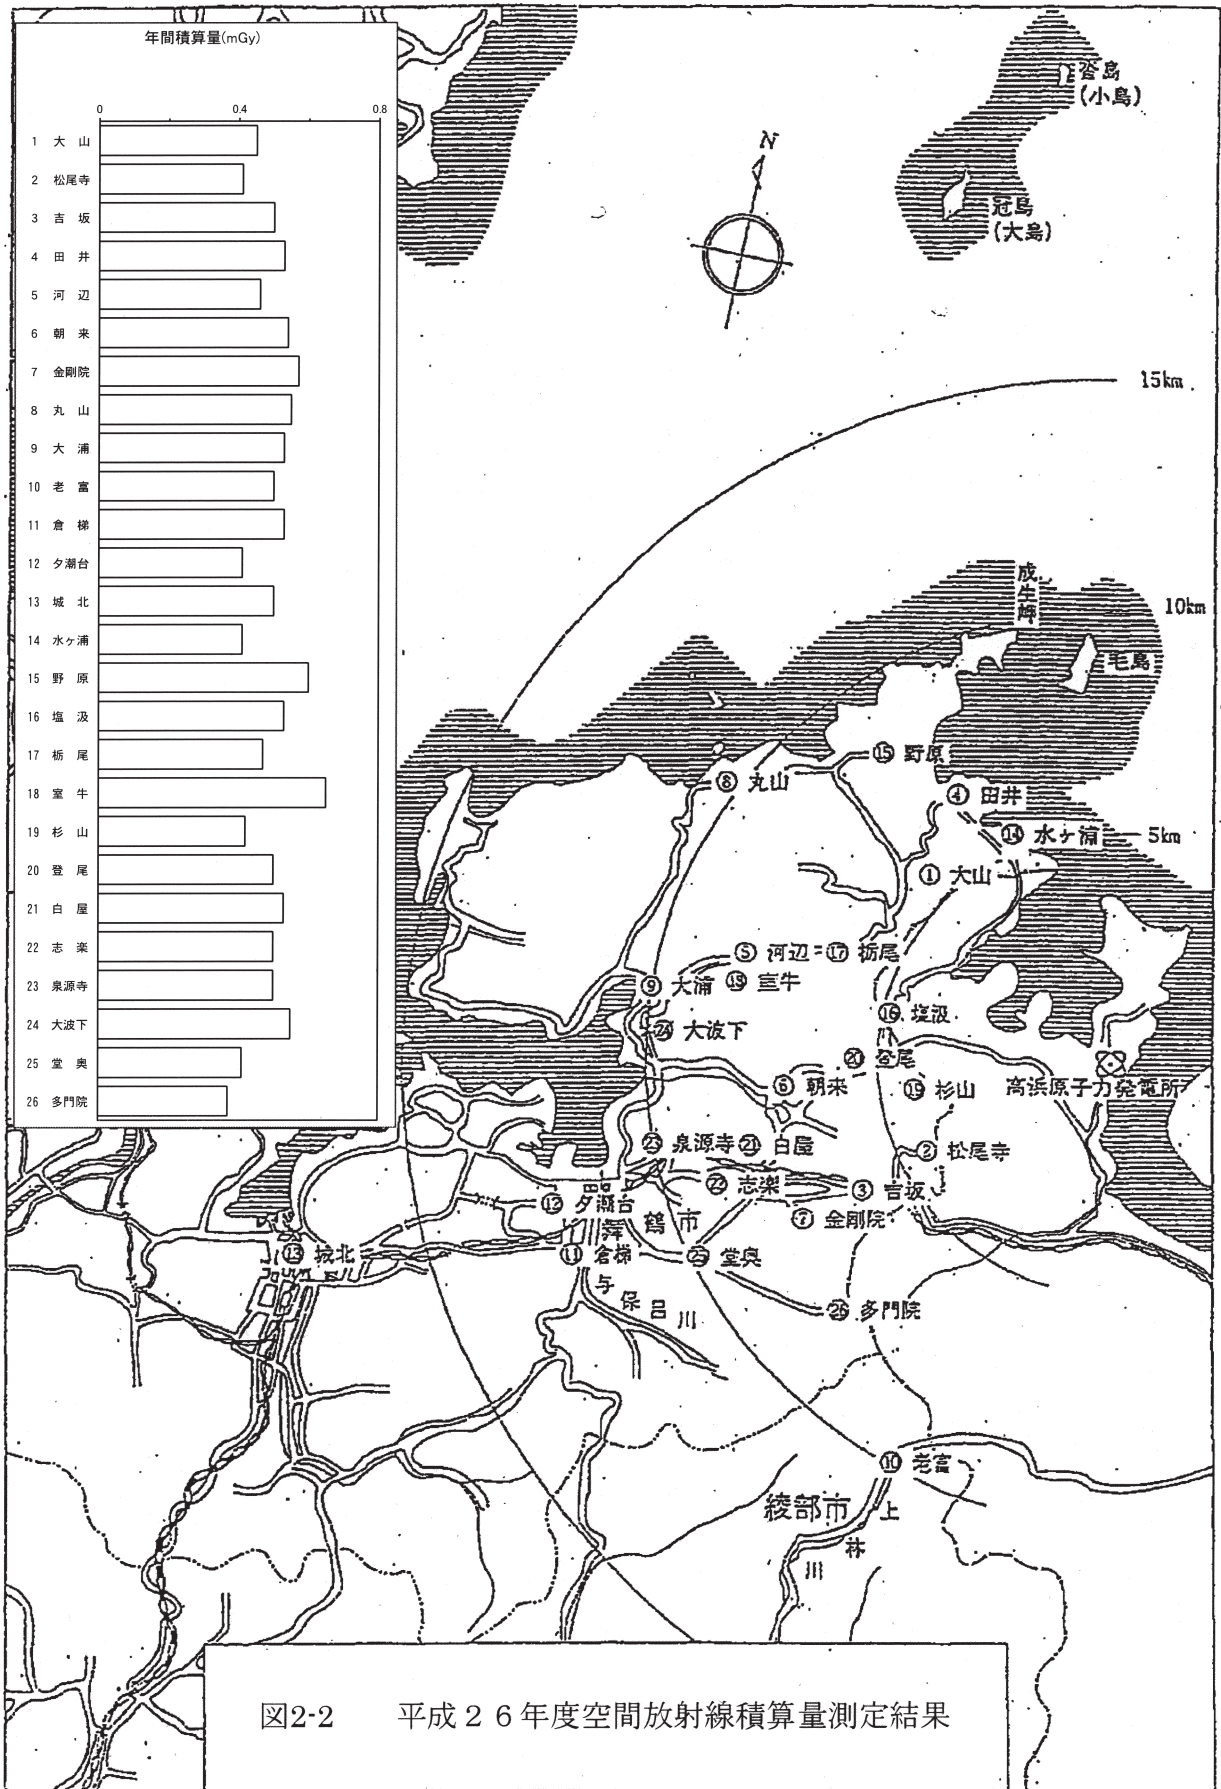 年間積算量(mGy)
0 0.4 0.8
1 大 山
2 松尾寺
3 吉 坂
4 田 井
5 河 辺
6 朝 来
7 金剛院
8 丸 山
9 大 浦
10 老 富
11 倉 梯
12 夕潮台
13 城 北
14 水ヶ浦
15 野 原
16 塩 汲
17 栃 尾
18 室 牛
19 杉 山
20 登 尾
21 白 屋
22 志 楽
23 泉源寺
24 大波下
25 堂 奥
26 多門院
沓島
(小島)
N
冠島
(大島)
15km
成生岬
10km
毛島
⑮ 野原
⑧ 丸山
④ 田井
⑭ 水ヶ浦
5km
① 大山
⑤ 河辺
⑰ 栃尾
⑨ 大浦
⑱ 室牛
⑯ 塩汲
㉔ 大波下
⑳ 登尾
⑥ 朝来
⑲ 杉山
高浜原子力発電所
㉓ 泉源寺
㉑ 白屋
② 松尾寺
㉒ 志楽
③ 吉坂
⑫ 夕潮台
舞鶴市
⑦ 金剛院
⑬ 城北
⑪ 倉梯
㉕ 堂奥
与保呂川
㉖ 多門院
⑩ 老富
綾部市
上林川
図2-2 平成２６年度空間放射線積算量測定結果